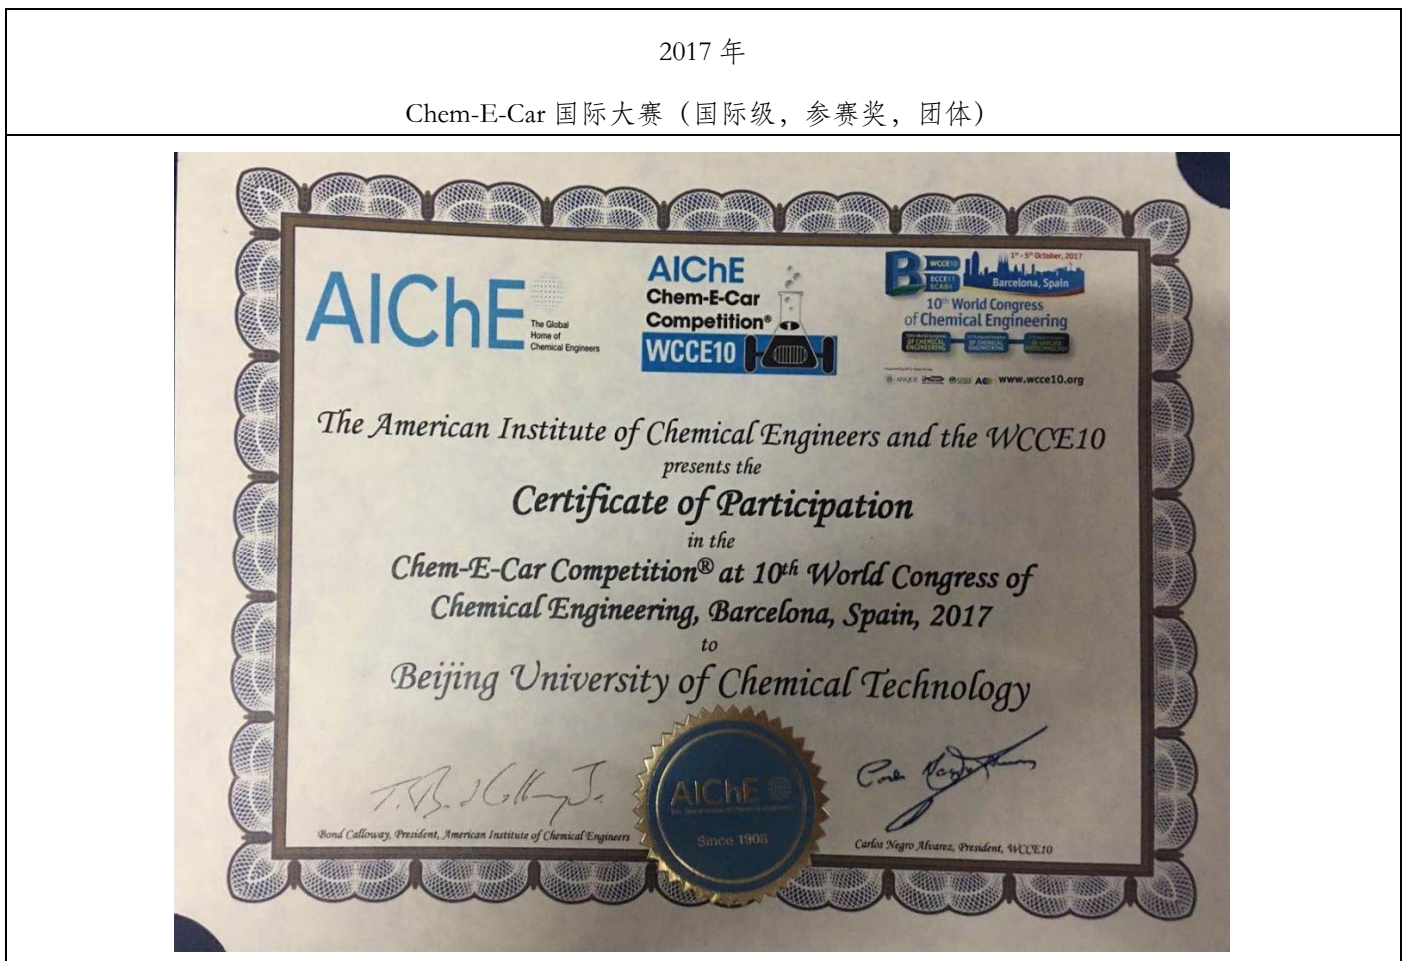 2017 年
Chem-E-Car 国际大赛（国际级，参赛奖，团体）
AIChE
The Global
Home of
Chemical Engineers
AIChE
Chem-E-Car
Competition®
WCCE10
1st - 5th October, 2017
WCCE10
ECCE11
ECAB4
Barcelona, Spain
10th World Congress
of Chemical Engineering
www.wcce10.org
The American Institute of Chemical Engineers and the WCCE10
presents the
Certificate of Participation
in the
Chem-E-Car Competition® at 10th World Congress of
Chemical Engineering, Barcelona, Spain, 2017
to
Beijing University of Chemical Technology
AIChE
Since 1908
Bond Calloway, President, American Institute of Chemical Engineers
Carlos Negro Alvarez, President, WCCE10